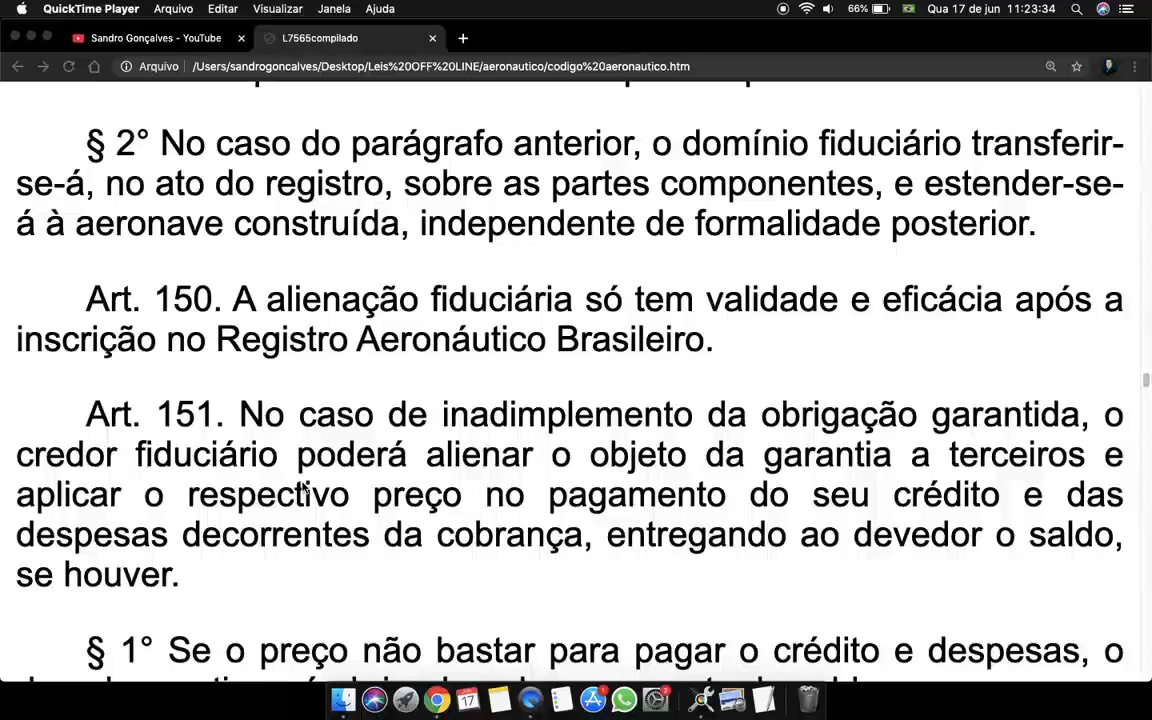 QuickTime Player Arquivo Editar Visualizar Janela Ajuda 66% Qua 17 de jun 11:23:34
Sandro Gonçalves - YouTube L7565compilado
Arquivo /Users/sandrogoncalves/Desktop/Leis%20OFF%20LINE/aeronautico/codigo%20aeronautico.htm
§ 2° No caso do parágrafo anterior, o domínio fiduciário transferir-
se-á, no ato do registro, sobre as partes componentes, e estender-se-
á à aeronave construída, independente de formalidade posterior.
Art. 150. A alienação fiduciária só tem validade e eficácia após a
inscrição no Registro Aeronáutico Brasileiro.
Art. 151. No caso de inadimplemento da obrigação garantida, o
credor fiduciário poderá alienar o objeto da garantia a terceiros e
aplicar o respectivo preço no pagamento do seu crédito e das
despesas decorrentes da cobrança, entregando ao devedor o saldo,
se houver.
§ 1° Se o preço não bastar para pagar o crédito e despesas, o
17